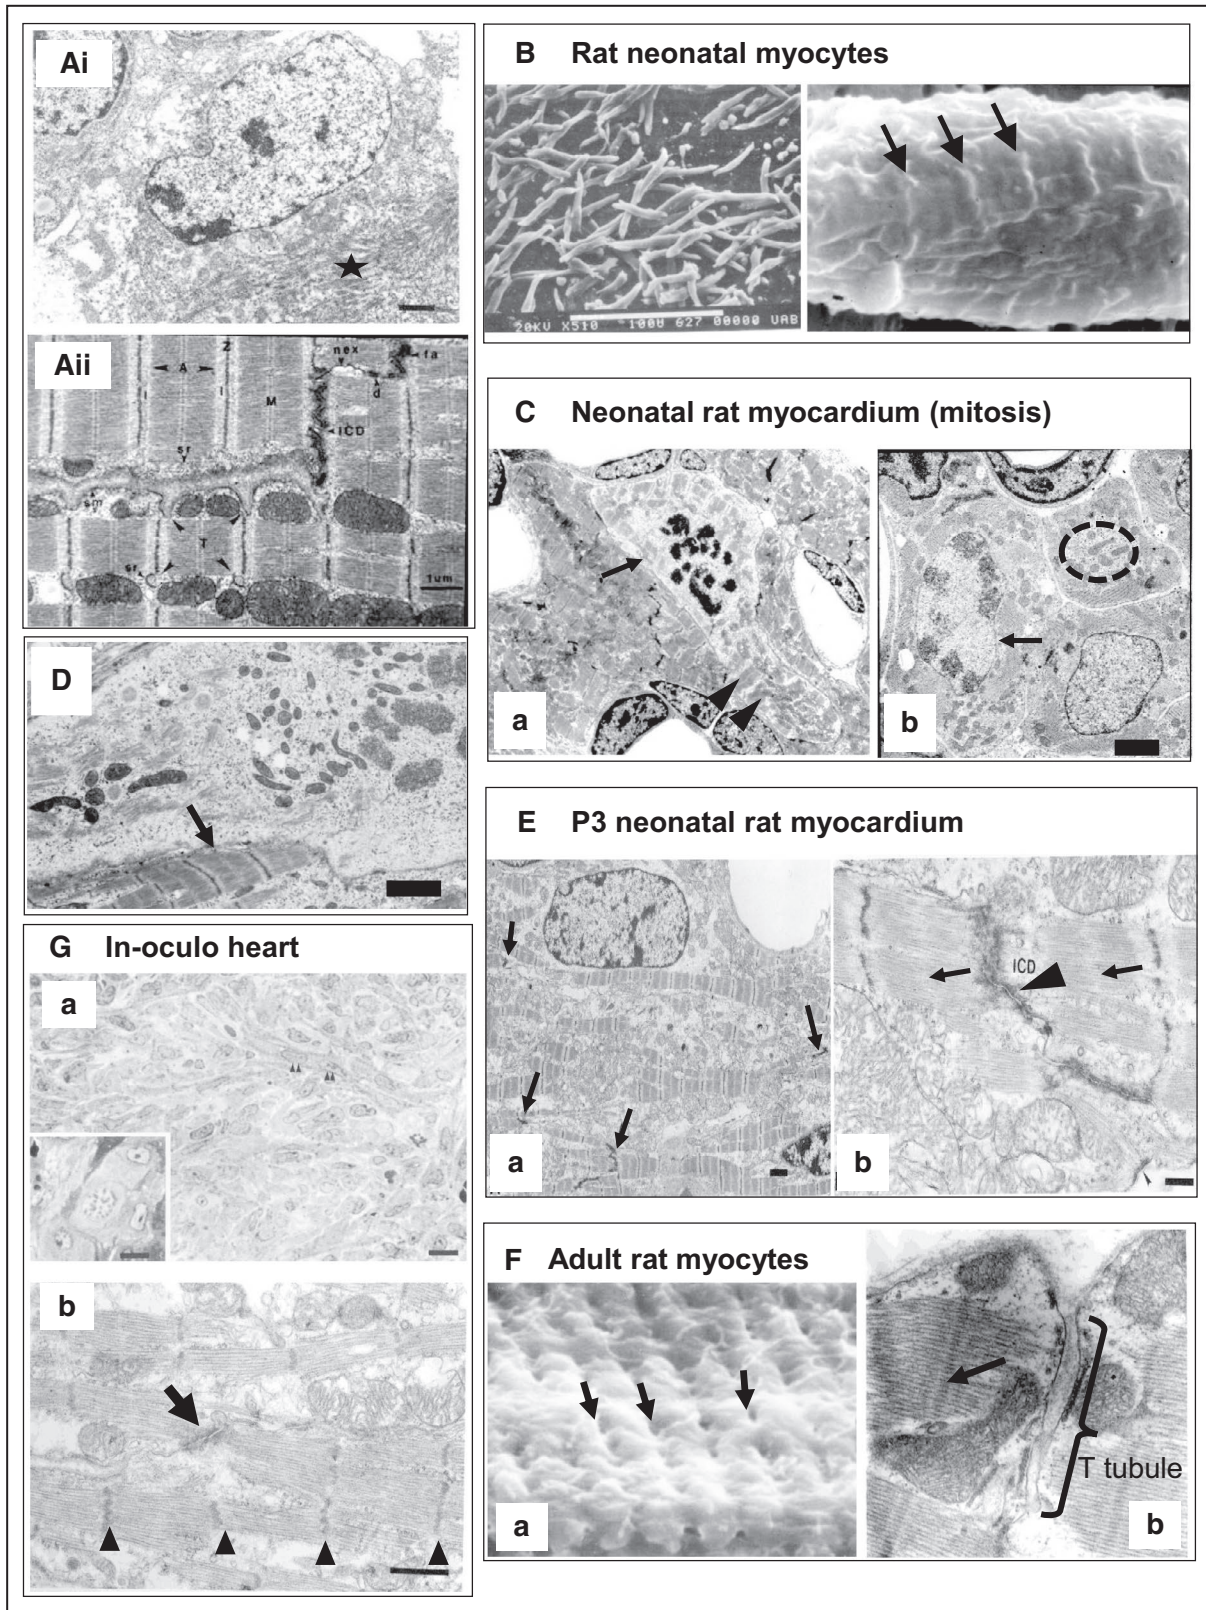 Ai
Aii
Z
nex
fa
A
I
I
d
M
ICD
sr
sm
T
sr
1um
B Rat neonatal myocytes
20KV X510 100U 627 00000 UAB
C Neonatal rat myocardium (mitosis)
a
b
D
E P3 neonatal rat myocardium
a
ICD
b
F Adult rat myocytes
a
T tubule
b
G In-oculo heart
a
b